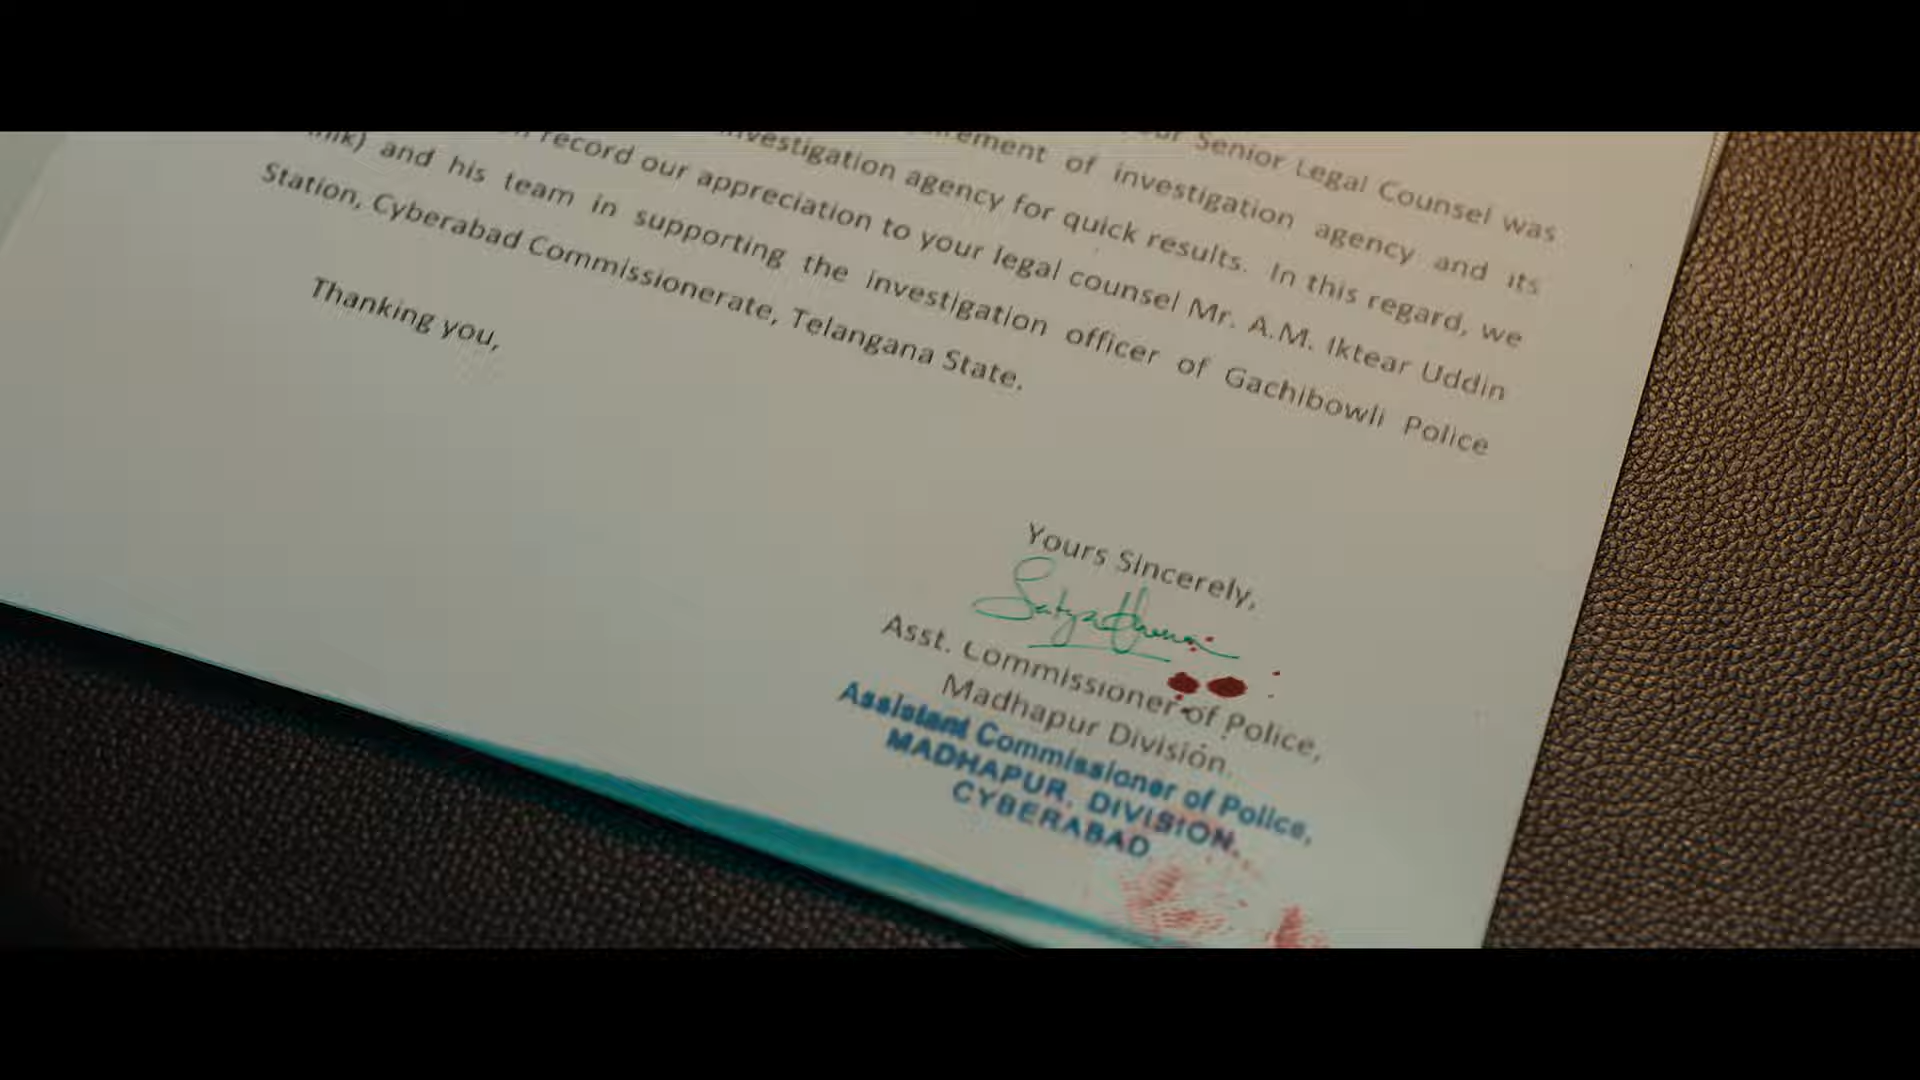 Senior Legal Counsel was
investigation agency and its
investigation agency for quick results. In this regard, we
record our appreciation to your legal counsel Mr. A.M. Iktear Uddin
and his team in supporting the investigation officer of Gachibowli Police
Station, Cyberabad Commissionerate, Telangana State.
Thanking you,
Yours Sincerely,
Asst. Commissioner of Police,
Madhapur Division.
Assistant Commissioner of Police,
MADHAPUR, DIVISION,
CYBERABAD